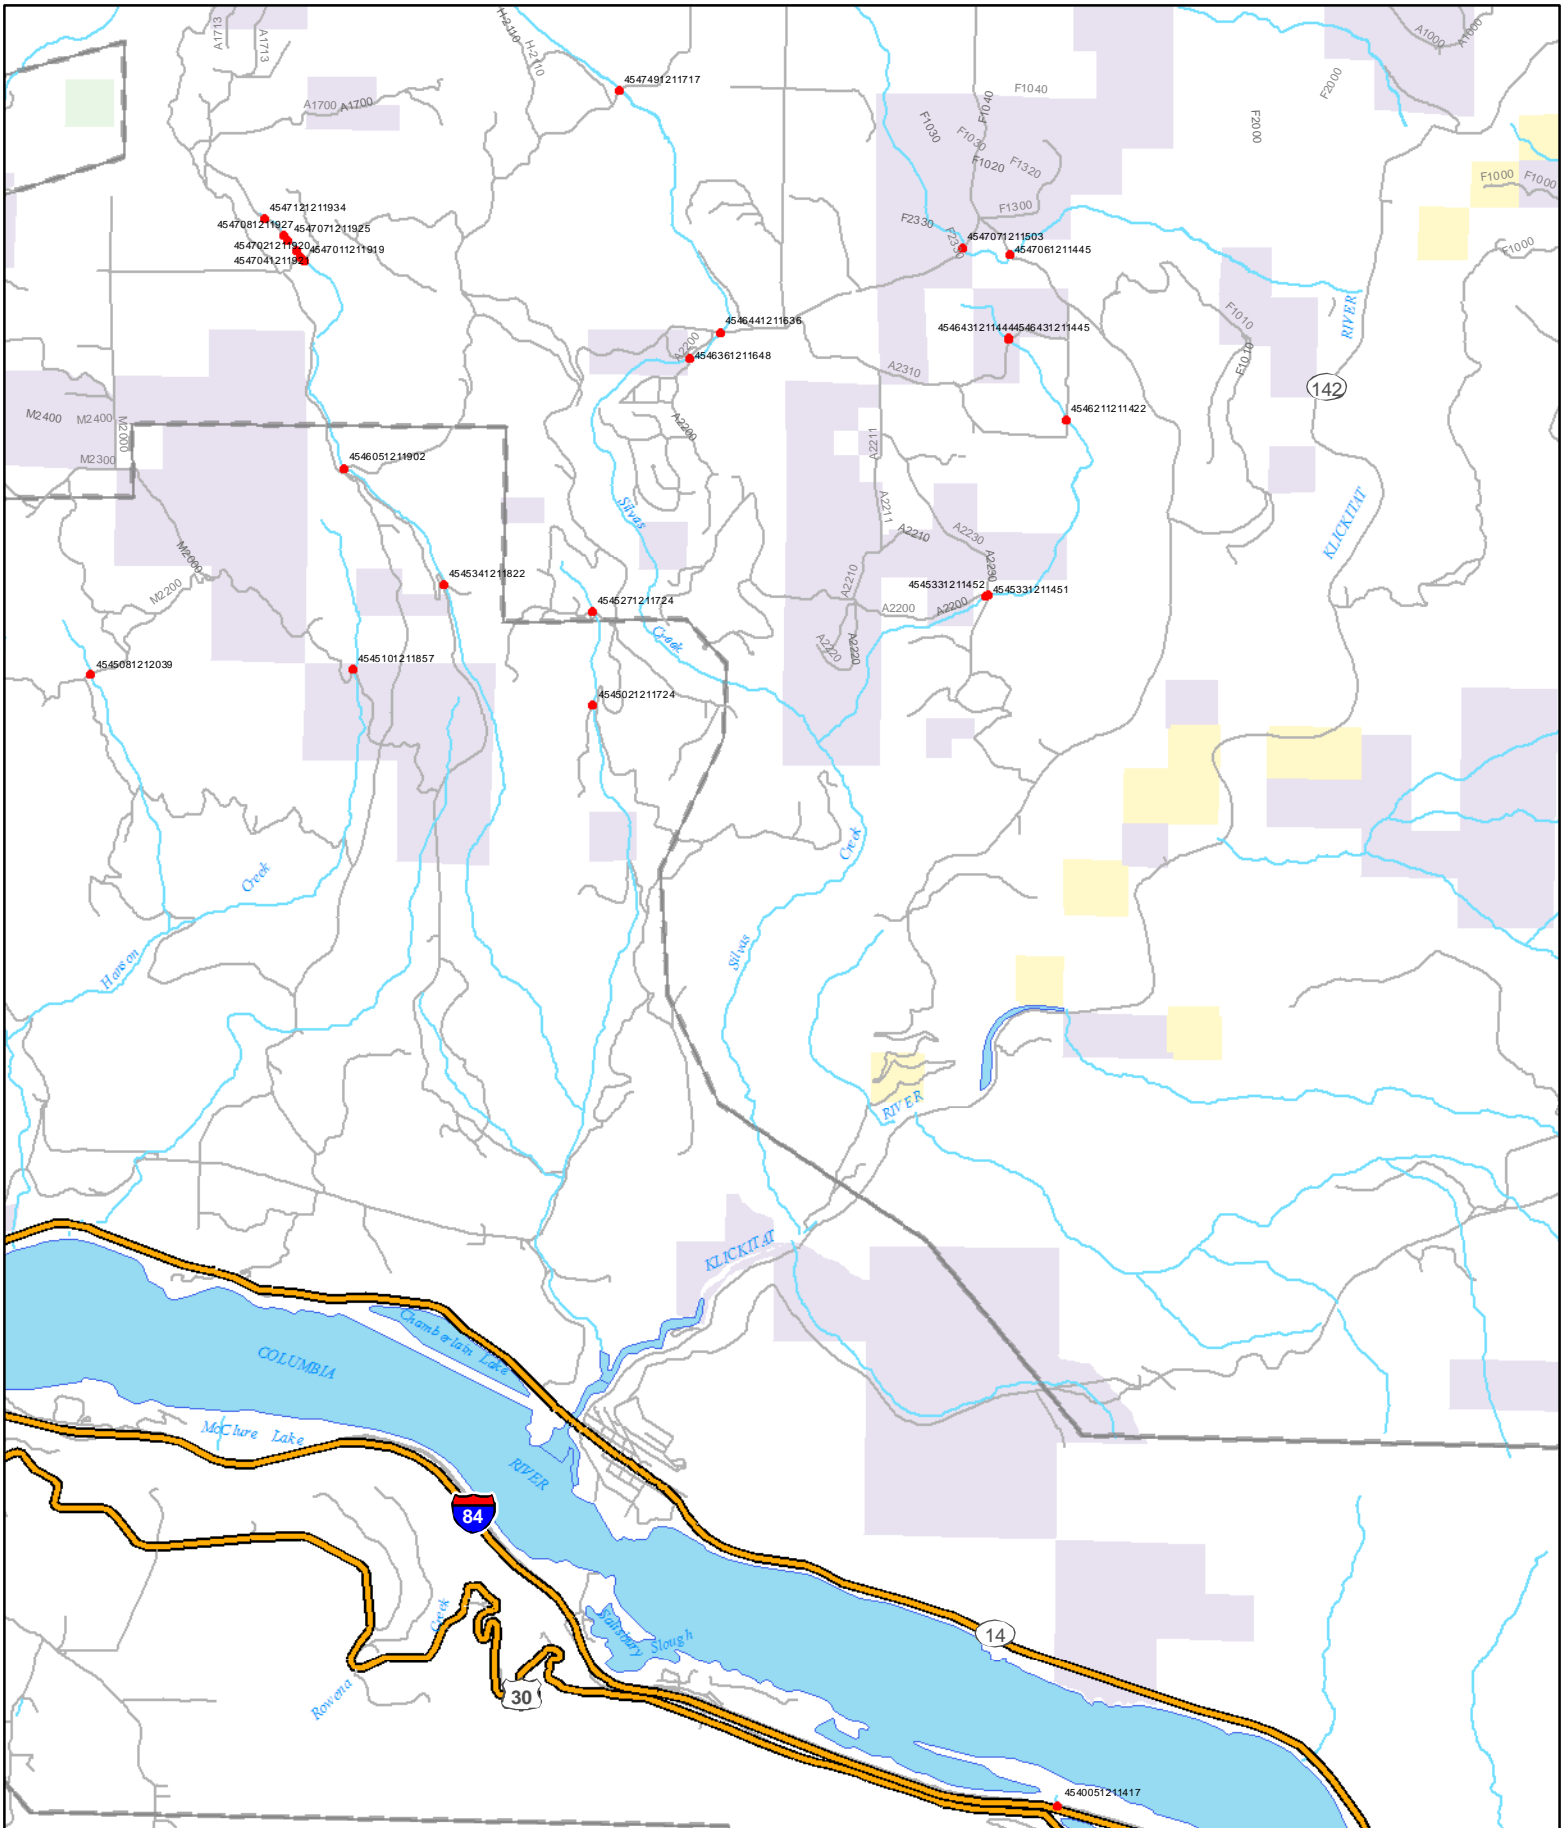 A1713
A1713
H-2110
H-2110
A1000
A1000
4547491211717
A1700
A1700
F1040
F1040
F2000
F2000
F1030
F1030
F1020
F1320
F1000
F1000
F1300
F2330
4547121211934
4547081211927
4547071211925
4547021211920
4547011211919
4547041211921
4547071211503
4547061211445
F1000
RIVER
F1010
F1010
4546441211636
4546431211444
4546431211445
A2200
4546361211648
A2310
142
M2400
M2400
M2000
M2300
A2200
A2211
4546211211422
4546051211902
Silvas
A2211
A2210
A2230
KLICKITAT
M2000
M2200
4545341211822
A2210
A2230
4545331211452
4545331211451
4545271211724
A2200
A2200
Creek
A2220
A2220
4545081212039
4545101211857
4545021211724
Creek
Creek
Silvas
Hanson
RIVER
KLICKITAT
Chamberlain Lake
COLUMBIA
McClure Lake
RIVER
84
Creek
Salisbury
Slough
14
Rowena
30
4540051211417